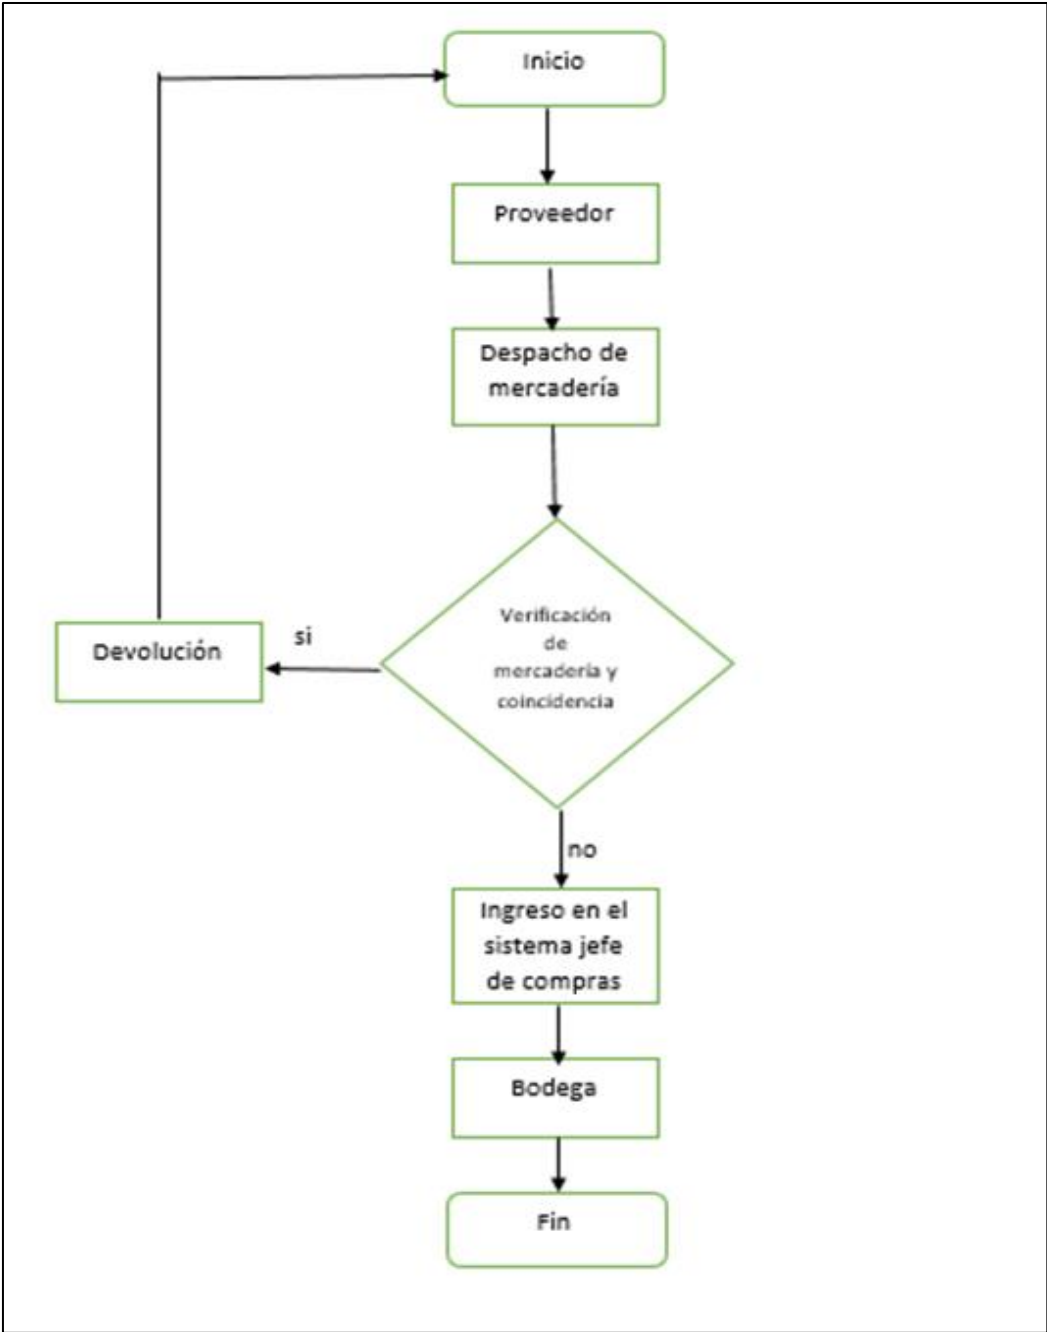 Inicio
Proveedor
Despacho de
mercadería
Verificación
de
mercadería y
coincidencia
si
Devolución
no
Ingreso en el
sistema jefe
de compras
Bodega
Fin